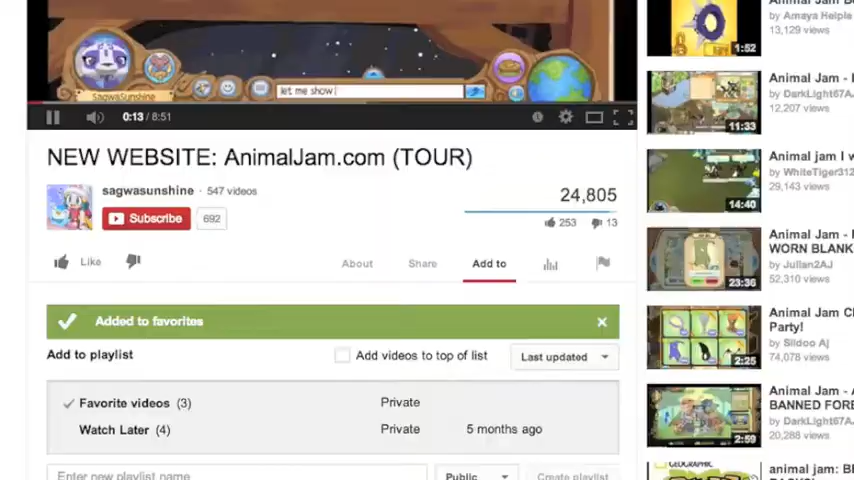 SagwaSunshine
let me show
0:13 / 8:51
NEW WEBSITE: AnimalJam.com (TOUR)
sagwasunshine · 547 videos
Subscribe 692
24,805
253 13
Like
About Share Add to
Added to favorites
Add to playlist
Add videos to top of list
Last updated
Favorite videos (3) Private
Watch Later (4) Private 5 months ago
Enter new playlist name
Public
Create playlist
by Amaya Helpie
13,129 views
1:52
Animal Jam -
by DarkLight67A
12,207 views
11:33
Animal jam I w
by WhiteTiger312
29,143 views
14:40
Animal Jam -
WORN BLANK
by Julian2AJ
52,310 views
23:36
Animal Jam C
Party!
by Sildoo Aj
74,078 views
2:25
Animal Jam -
BANNED FORE
by DarkLight67A
20,288 views
2:59
GEOGRAPHIC
animal jam: B